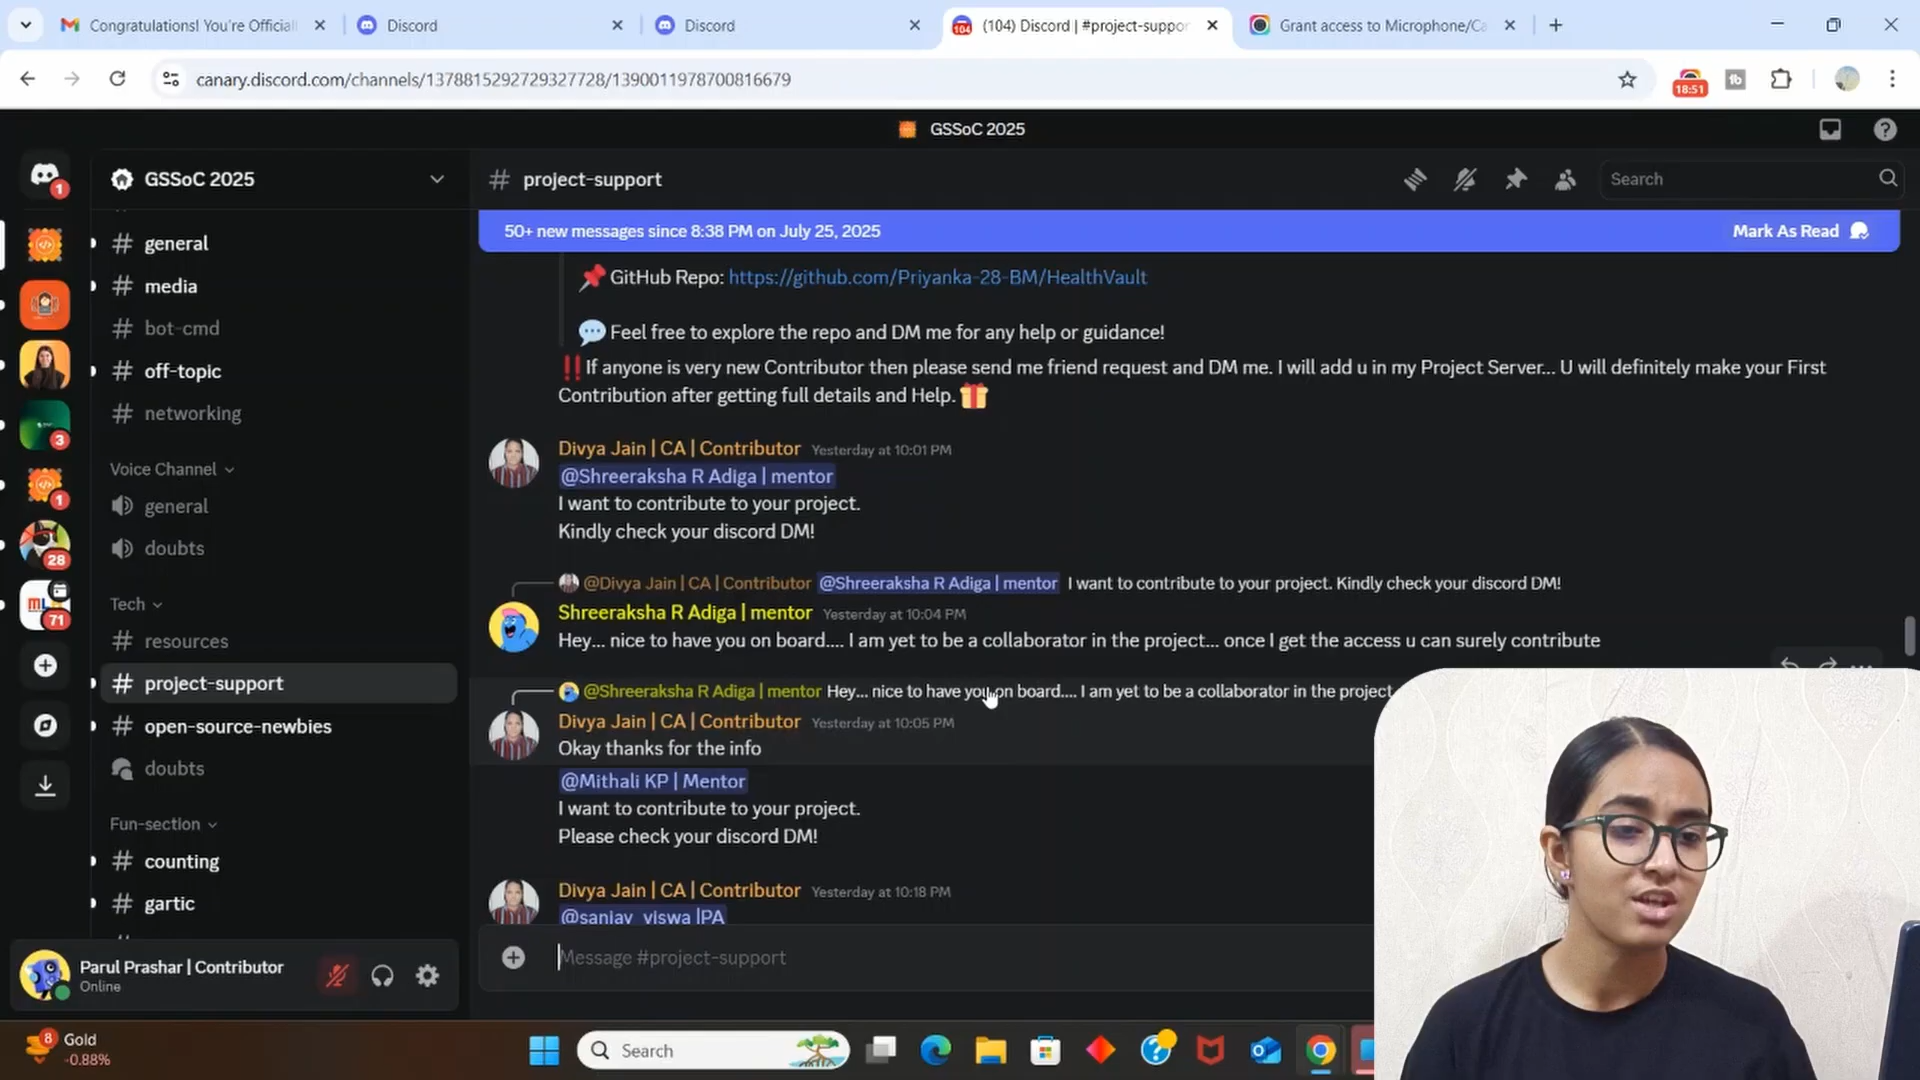 Congratulations! You're Official
Discord
Discord
104
(104) Discord | #project-suppor
Grant access to Microphone/Ca
canary.discord.com/channels/1378815292729327728/1390011978700816679
18:51
GSSoC 2025
1
GSSoC 2025
# project-support
Search
50+ new messages since 8:38 PM on July 25, 2025
Mark As Read
# general
# media
# bot-cmd
# off-topic
# networking
Voice Channel
general
doubts
Tech
# resources
# project-support
# open-source-newbies
doubts
Fun-section
# counting
# gartic
3
1
28
71
GitHub Repo: https://github.com/Priyanka-28-BM/HealthVault
Feel free to explore the repo and DM me for any help or guidance!
‼️If anyone is very new Contributor then please send me friend request and DM me. I will add u in my Project Server... U will definitely make your First
Contribution after getting full details and Help.
Divya Jain | CA | Contributor Yesterday at 10:01 PM
@Shreeraksha R Adiga | mentor
I want to contribute to your project.
Kindly check your discord DM!
@Divya Jain | CA | Contributor @Shreeraksha R Adiga | mentor I want to contribute to your project. Kindly check your discord DM!
Shreeraksha R Adiga | mentor Yesterday at 10:04 PM
Hey... nice to have you on board.... I am yet to be a collaborator in the project... once I get the access u can surely contribute
@Shreeraksha R Adiga | mentor Hey... nice to have you on board.... I am yet to be a collaborator in the project
Divya Jain | CA | Contributor Yesterday at 10:05 PM
Okay thanks for the info
@Mithali KP | Mentor
I want to contribute to your project.
Please check your discord DM!
Divya Jain | CA | Contributor Yesterday at 10:18 PM
@sanjay_viswa |PA
Message #project-support
Parul Prashar | Contributor
Online
8
Gold
-0.88%
Search